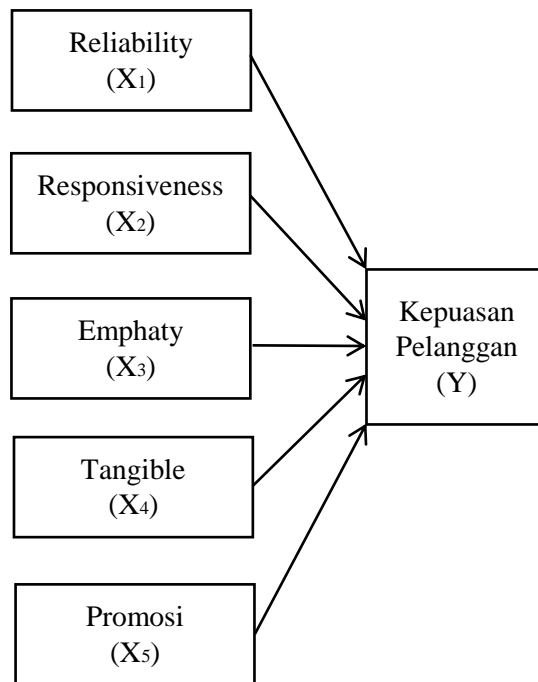 Reliability
(X1)
Responsiveness
(X2)
Emphaty
(X3)
Tangible
(X4)
Promosi
(X5)
Kepuasan
Pelanggan
(Y)